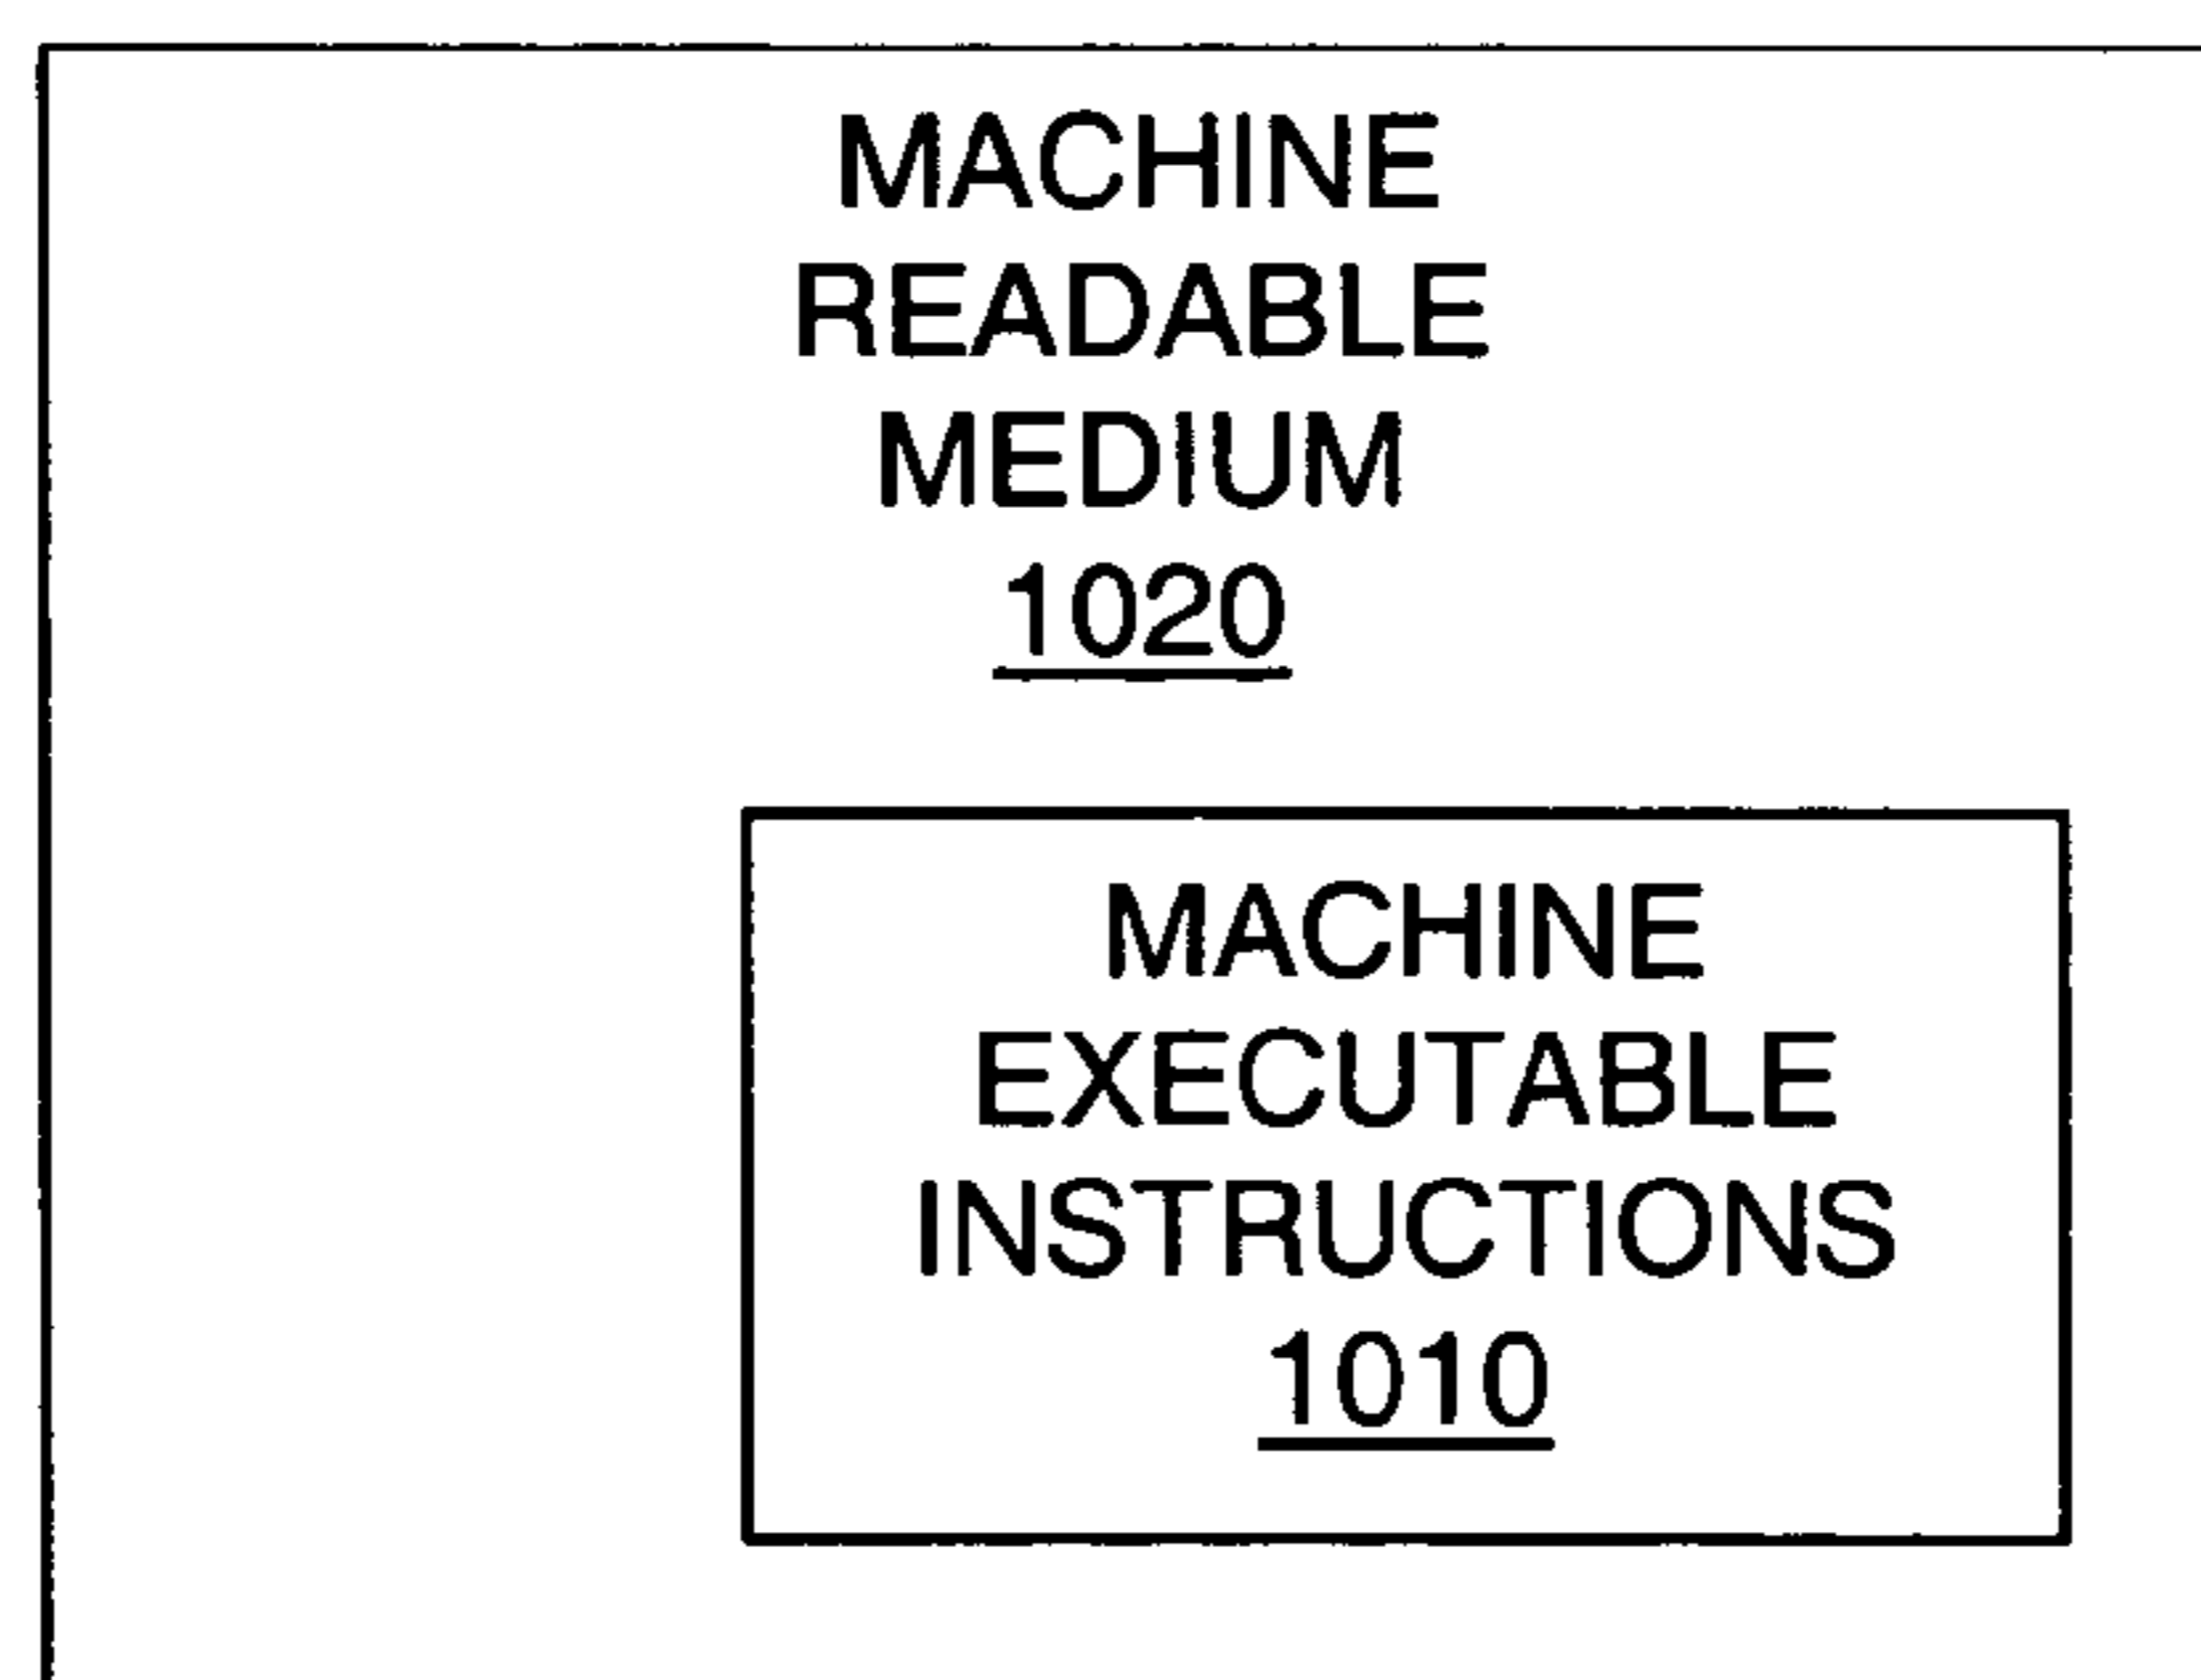 MACHINE
READABLE
MEDIUM
1020
MACHINE
EXECUTABLE
INSTRUCTIONS
1010